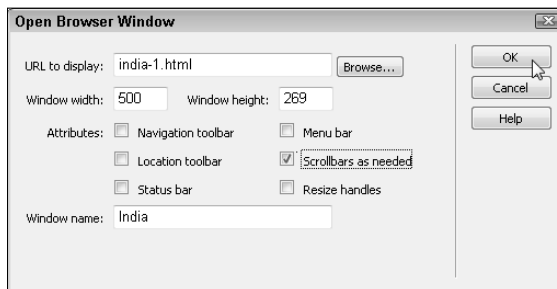 Open Browser Window
URL to display: india-1.html Browse... OK
Window width: 500 Window height: 269 Cancel
Attributes: Navigation toolbar Menu bar Help
Location toolbar Scrollbars as needed
Status bar Resize handles
Window name: India